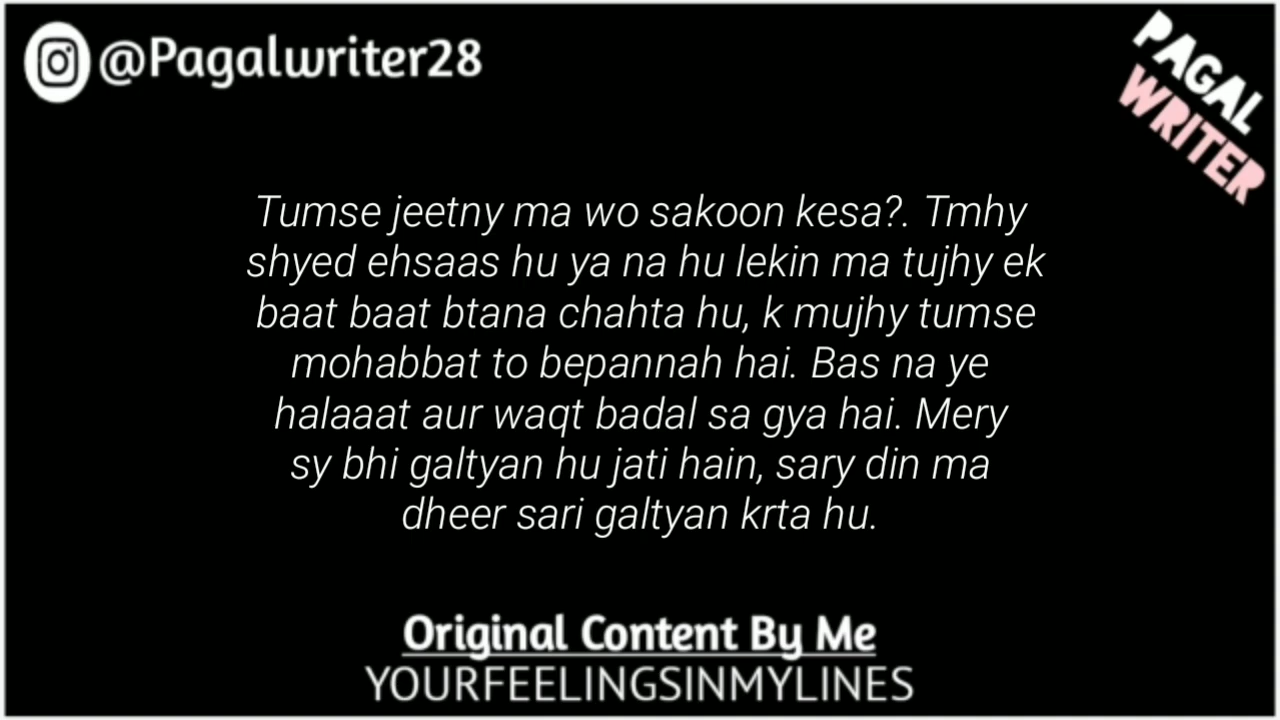 @Pagalwriter28
PAGAL
WRITER
Tumse jeetny ma wo sakoon kesa?. Tmhy
shyed ehsaas hu ya na hu lekin ma tujhy ek
baat baat btana chahta hu, k mujhy tumse
mohabbat to bepannah hai. Bas na ye
halaaat aur waqt badal sa gya hai. Mery
sy bhi galtyan hu jati hain, sary din ma
dheer sari galtyan krta hu.
Original Content By Me
YOURFEELINGSINMYLINES